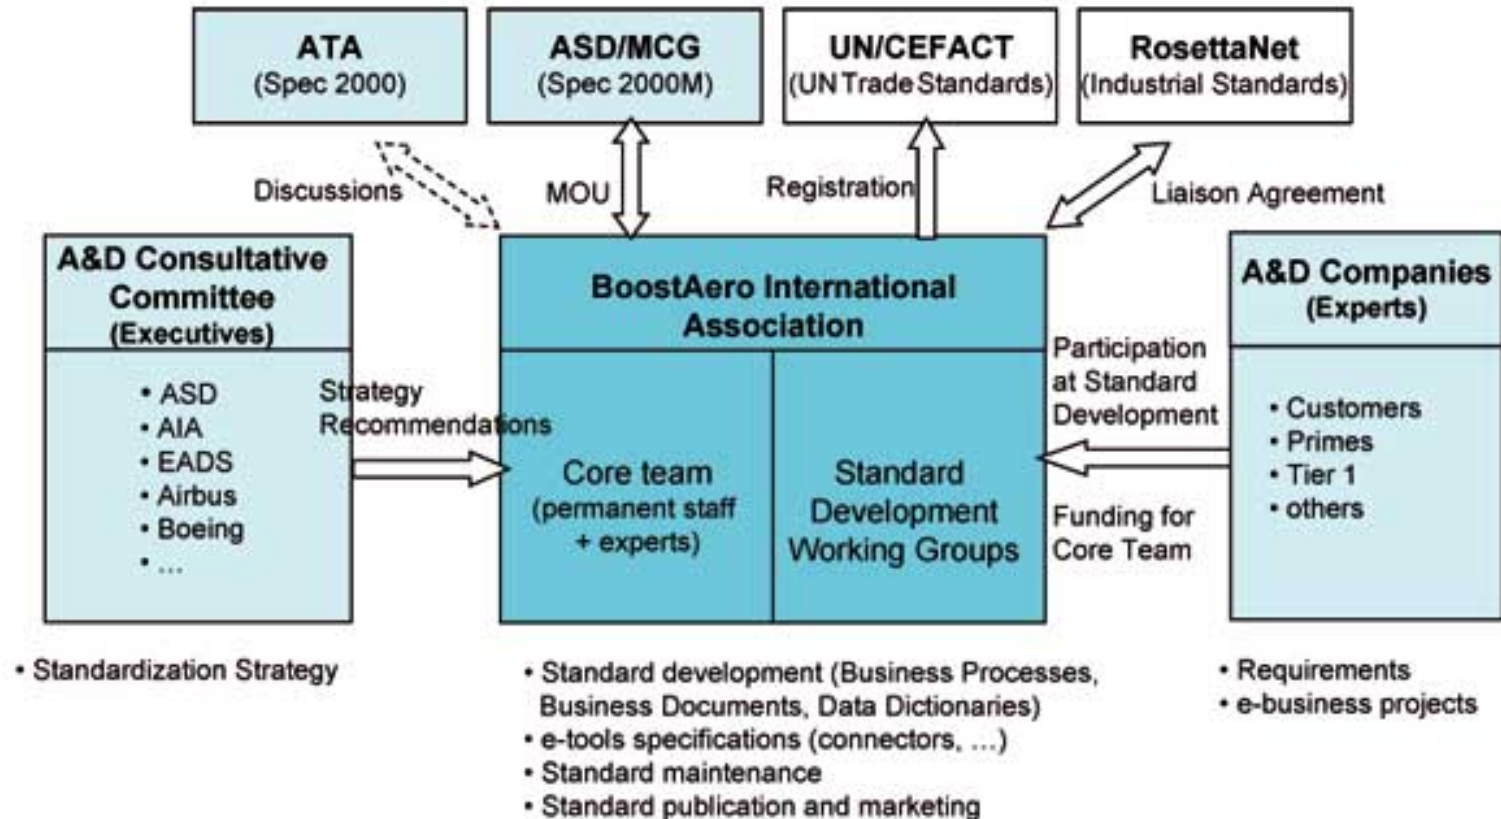 ATA
(Spec 2000)
ASD/MCG
(Spec 2000M)
UN/CEFACT
(UN Trade Standards)
RosettaNet
(Industrial Standards)
Discussions
MOU
Registration
Liaison Agreement
A&D Consultative
Committee
(Executives)
• ASD
• AIA
• EADS
• Airbus
• Boeing
• ...
• Standardization Strategy
Strategy
Recommendations
BoostAero International
Association
Core team
(permanent staff
+ experts)
Standard
Development
Working Groups
• Standard development (Business Processes,
Business Documents, Data Dictionaries)
• e-tools specifications (connectors, ...)
• Standard maintenance
• Standard publication and marketing
Participation
at Standard
Development
Funding for
Core Team
A&D Companies
(Experts)
• Customers
• Primes
• Tier 1
• others
• Requirements
• e-business projects